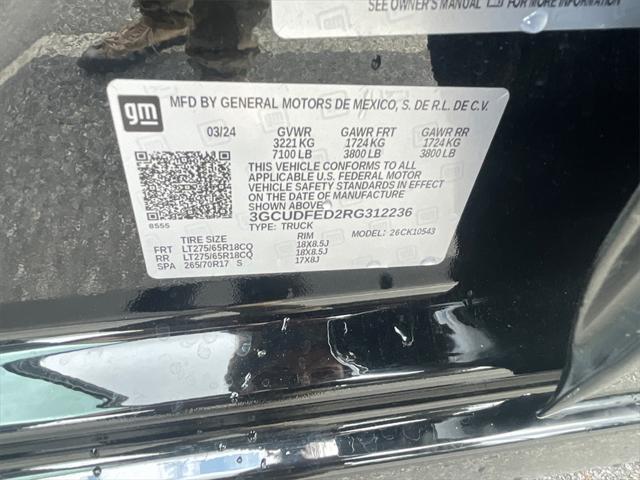 SEE OWNER'S MANUAL FOR MORE INFORMATION
gm
MFD BY GENERAL MOTORS DE MEXICO, S. DE R.L. DE C.V.
03/24 GVWR GAWR FRT GAWR RR
3221 KG 1724 KG 1724 KG
7100 LB 3800 LB 3800 LB
THIS VEHICLE CONFORMS TO ALL
APPLICABLE U.S. FEDERAL MOTOR
VEHICLE SAFETY STANDARDS IN EFFECT
ON THE DATE OF MANUFACTURE
SHOWN ABOVE.
3GCUDFED2RG312236
8555 TYPE: TRUCK MODEL: 26CK10543
TIRE SIZE RIM
FRT LT275/65R18CQ 18X8.5J
RR LT275/65R18CQ 18X8.5J
SPA 265/70R17 S 17X8J